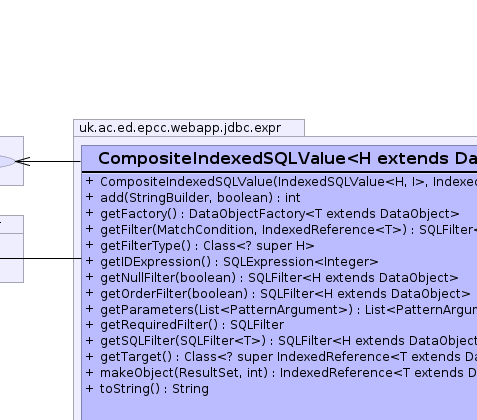 uk.ac.ed.epcc.webapp.jdbc.expr
CompositeIndexedSQLValue<H extends Da
+ CompositeIndexedSQLValue(IndexedSQLValue<H, I>, Indexed
+ add(StringBuilder, boolean) : int
+ getFactory() : DataObjectFactory<T extends DataObject>
+ getFilter(MatchCondition, IndexedReference<T>) : SQLFilter<
+ getFilterType() : Class<? super H>
+ getIDExpression() : SQLExpression<Integer>
+ getNullFilter(boolean) : SQLFilter<H extends DataObject>
+ getOrderFilter(boolean) : SQLFilter<H extends DataObject>
+ getParameters(List<PatternArgument>) : List<PatternArgur
+ getRequiredFilter() : SQLFilter
+ getSQLFilter(SQLFilter<T>) : SQLFilter<H extends DataObject
+ getTarget() : Class<? super IndexedReference<T extends Da
+ makeObject(ResultSet, int) : IndexedReference<T extends D
+ toString() : String